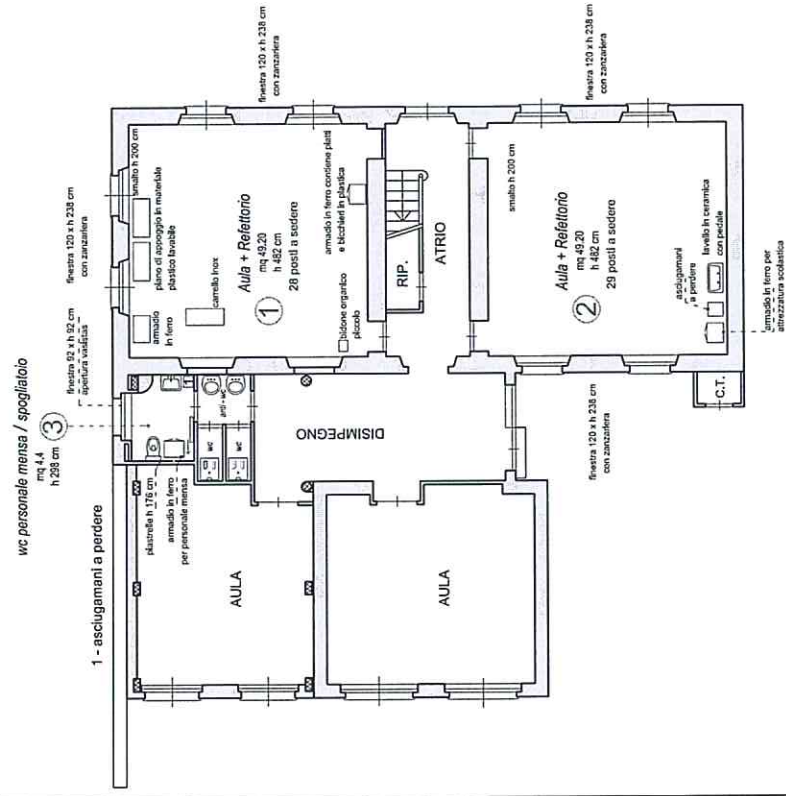 wc personale mensa / spogliatoio
3
mq 4,4
h 298 cm
1 - asciugamani a perdere
finestra 92 x h 92 cm
apertura vasistas
finestra 120 x h 238 cm
con zanzariera
finestra 120 x h 238 cm
con zanzariera
smalto h 200 cm
armadio
in ferro
piano di appoggio in materiale
plastico lavabile
carrello inox
1
Aula + Refettorio
mq 49,20
h 482 cm
28 posti a sedere
armadio in ferro contiene piatti
e bicchieri in plastica
bidone organico
piccolo
plastrelle h 176 cm
armadio in ferro
per personale mensa
wc
wc
anti - wc
AULA
DISIMPEGNO
RIP.
ATRIO
AULA
smalto h 200 cm
2
Aula + Refettorio
mq 49,20
h 482 cm
29 posti a sedere
asciugamani
a perdere
lavello in ceramica
con pedale
finestra 120 x h 238 cm
con zanzariera
finestra 120 x h 238 cm
con zanzariera
C.T.
armadio in ferro per
attrezzatura scolastica